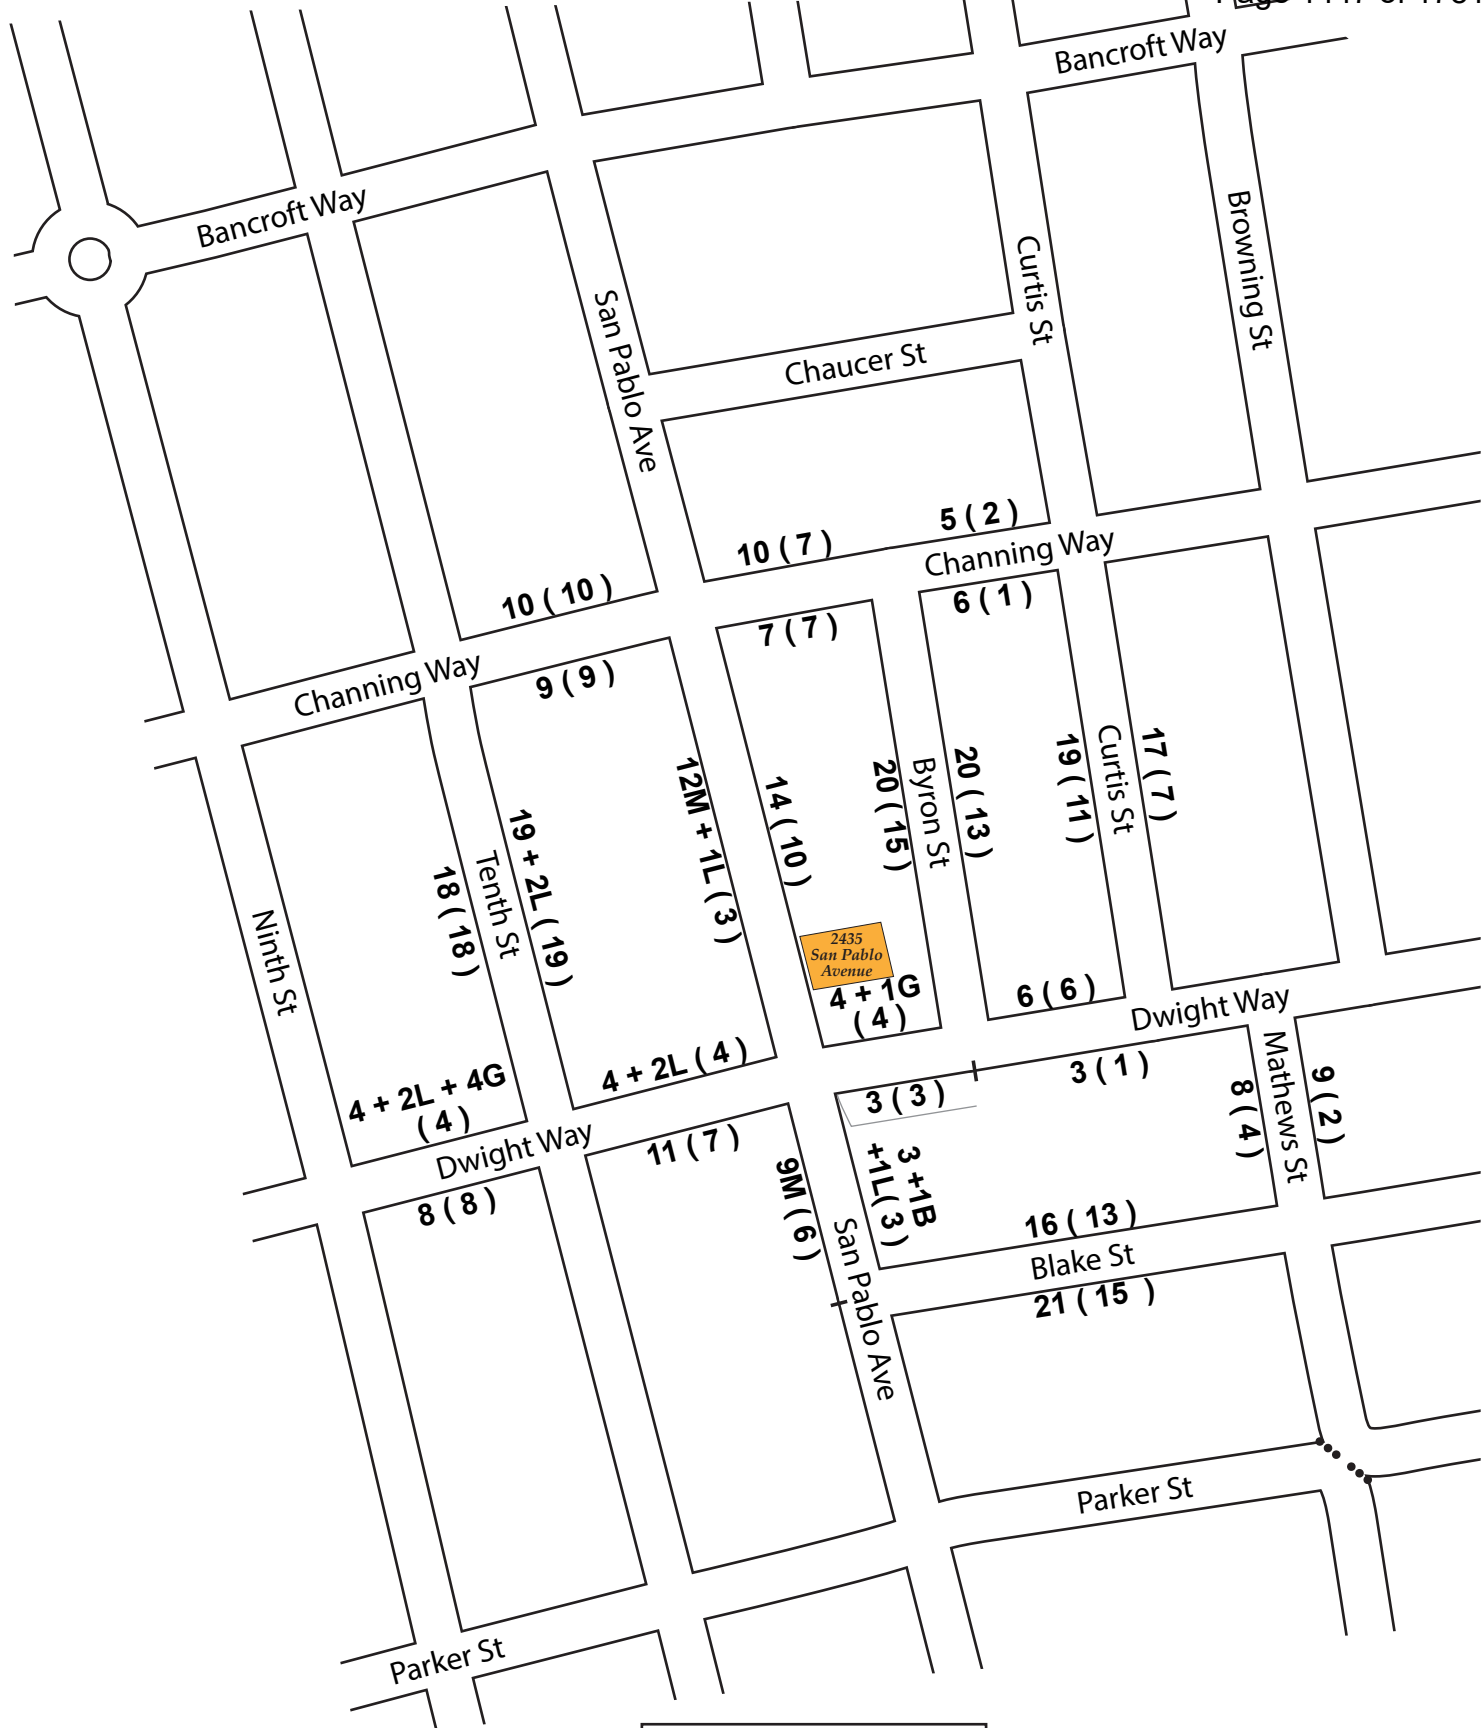 Bancroft Way
Bancroft Way
Browning St
Curtis St
San Pablo Ave
Chaucer St
5 ( 2 )
10 ( 7 )
Channing Way
10 ( 10 )
6 ( 1 )
7 ( 7 )
Channing Way
9 ( 9 )
12M + 1L ( 3 )
14 ( 10 )
20 ( 15 )
Byron St
20 ( 13 )
19 ( 11 )
Curtis St
17 ( 7 )
19 + 2L ( 19 )
Tenth St
18 ( 18 )
Ninth St
2435
San Pablo
Avenue
4 + 1G
( 4 )
6 ( 6 )
Dwight Way
4 + 2L ( 4 )
4 + 2L + 4G
( 4 )
Dwight Way
3 ( 3 )
3 ( 1 )
Mathews St
8 ( 4 )
9 ( 2 )
11 ( 7 )
8 ( 8 )
9M ( 6 )
3 +1B
+1L( 3 )
16 ( 13 )
Blake St
21 ( 15 )
San Pablo Ave
Parker St
Parker St